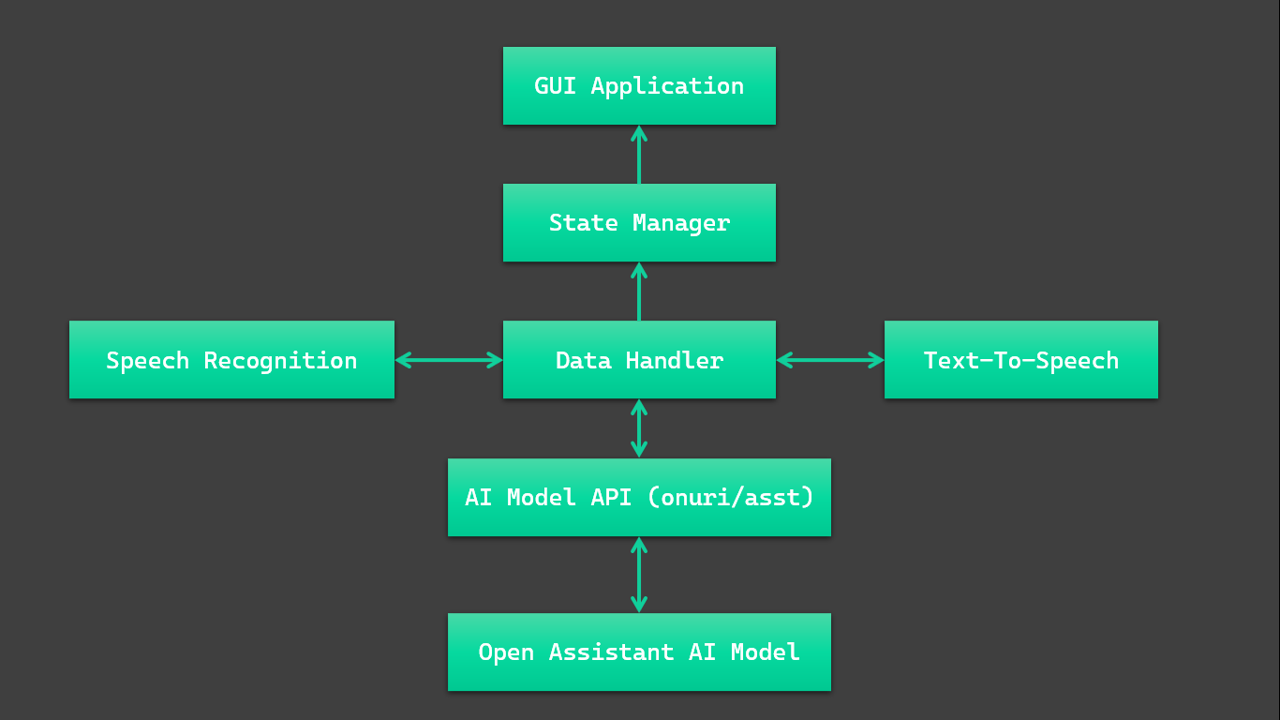 GUI Application
State Manager
Speech Recognition
Data Handler
Text-To-Speech
AI Model API (onuri/asst)
Open Assistant AI Model